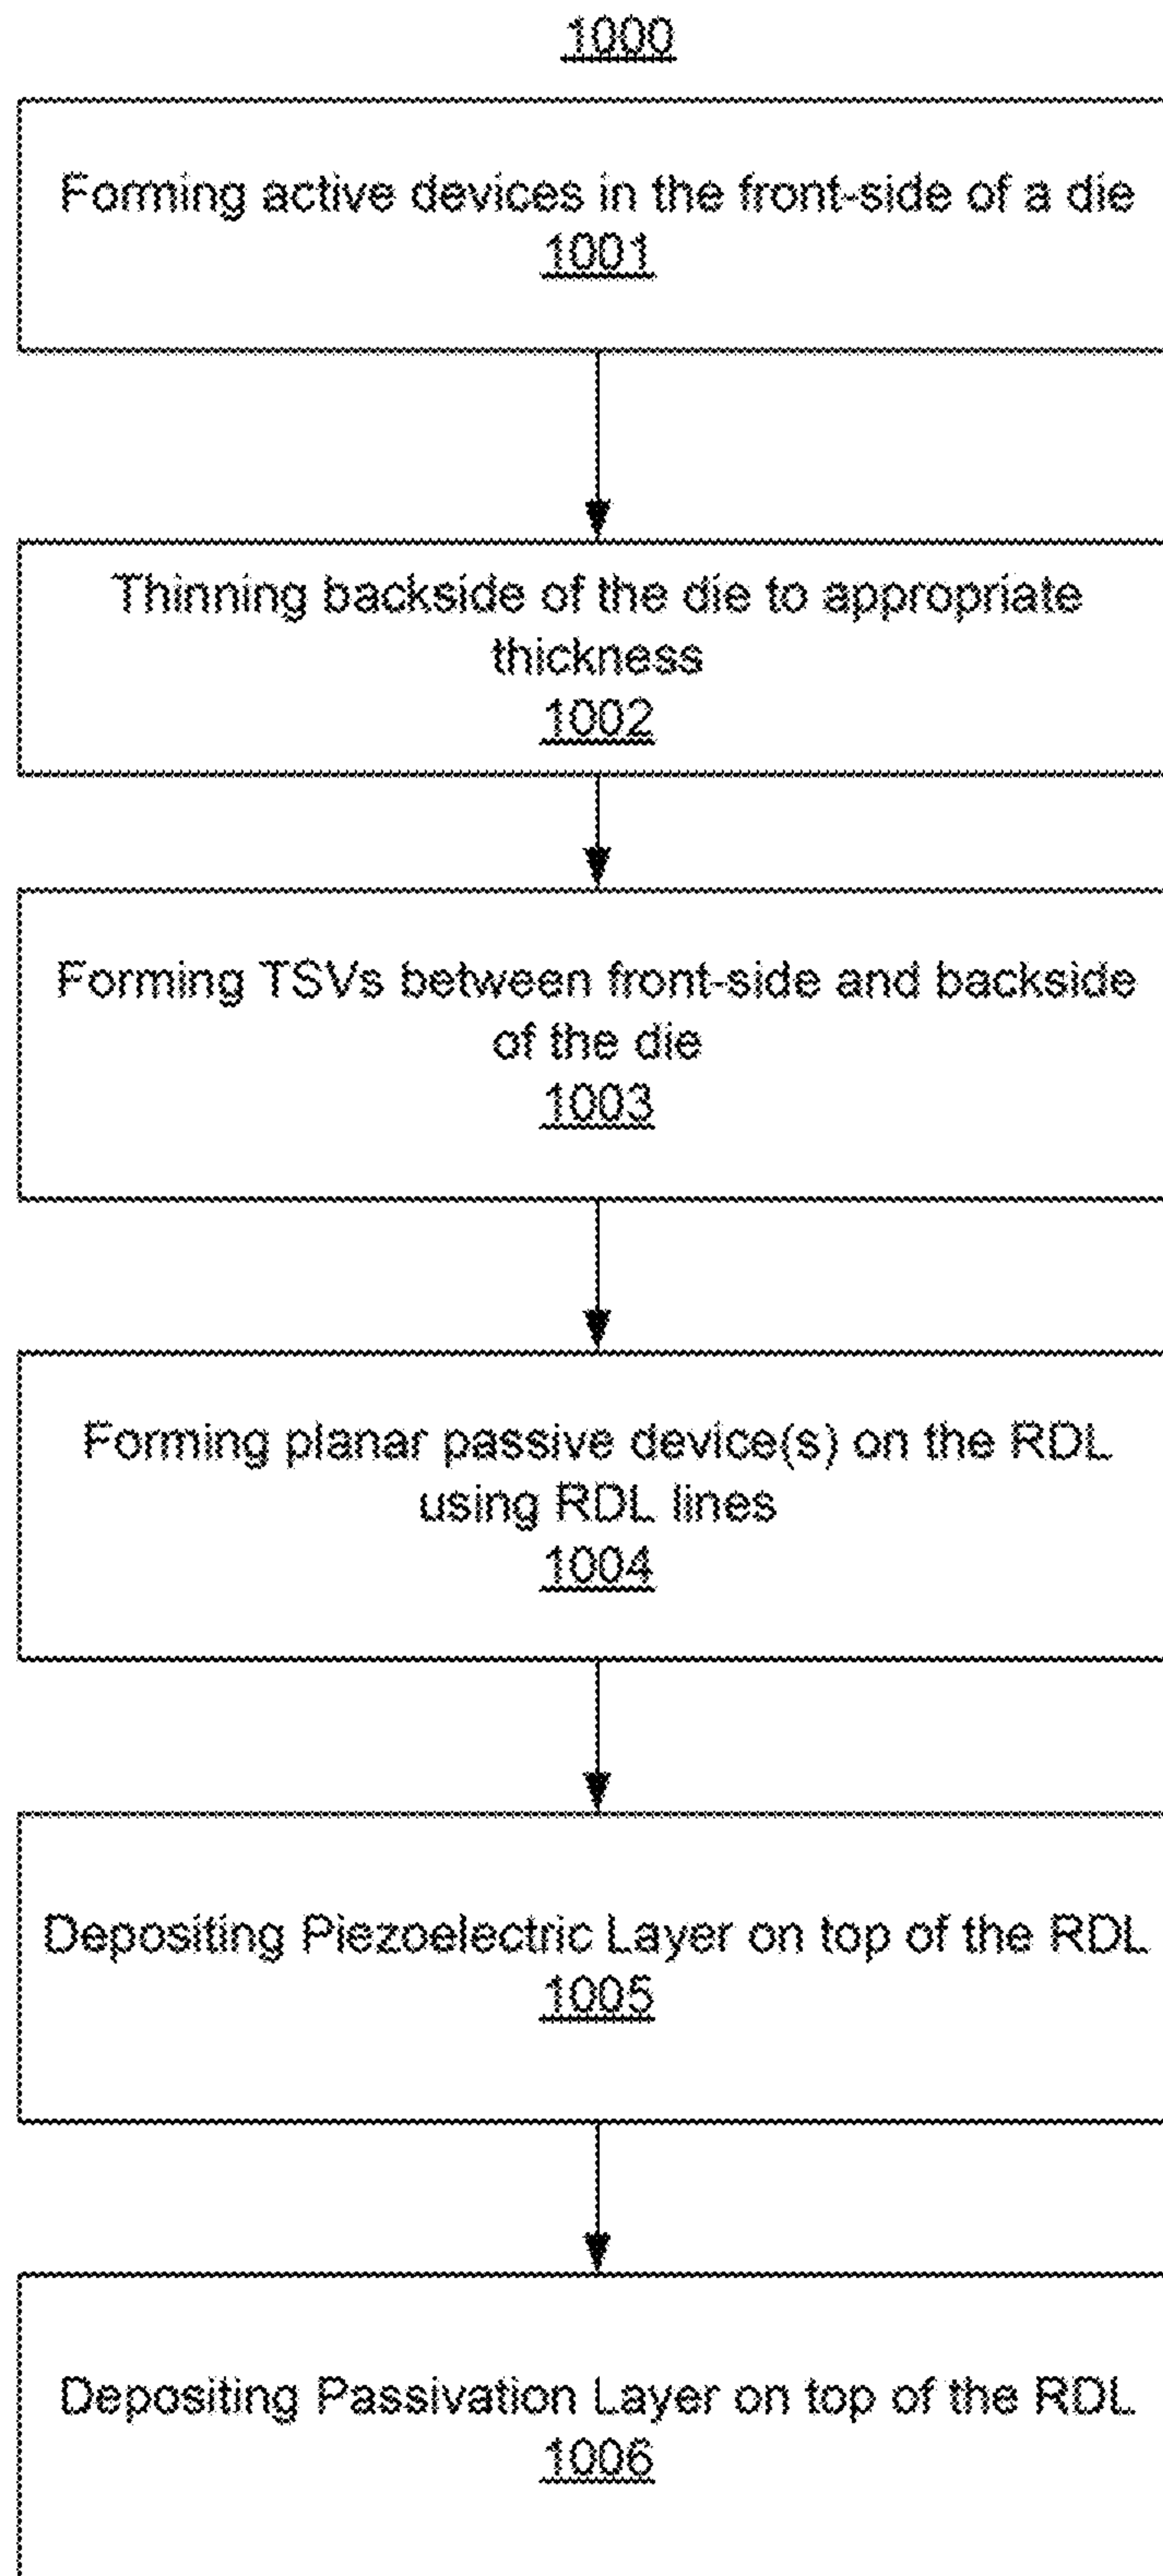 1000
Forming active devices in the front-side of a die
1001
Thinning backside of the die to appropriate
thickness
1002
Forming TSVs between front-side and backside
of the die
1003
Forming planar passive device(s) on the RDL
using RDL lines
1004
Depositing Piezoelectric Layer on top of the RDL
1005
Depositing Passivation Layer on top of the RDL
1006